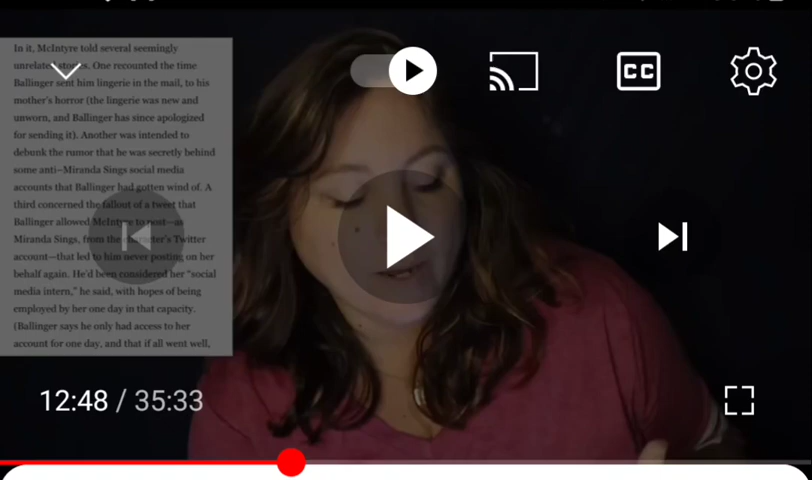 In it, McIntyre told several seemingly
unrelated stories. One recounted the time
Ballinger sent him lingerie in the mail, to his
mother's horror (the lingerie was new and
unworn, and Ballinger has since apologized
for sending it). Another was intended to
debunk the rumor that he was secretly behind
some anti–Miranda Sings social media
accounts that Ballinger had gotten wind of. A
third concerned the fallout of a tweet that
Ballinger allowed McIntyre to post—as
Miranda Sings, from the character's Twitter
account—that led to him never posting on her
behalf again. He'd been considered her "social
media intern," he said, with hopes of being
employed by her one day in that capacity.
(Ballinger says he only had access to her
account for one day, and that if all went well,
CC
12:48 / 35:33